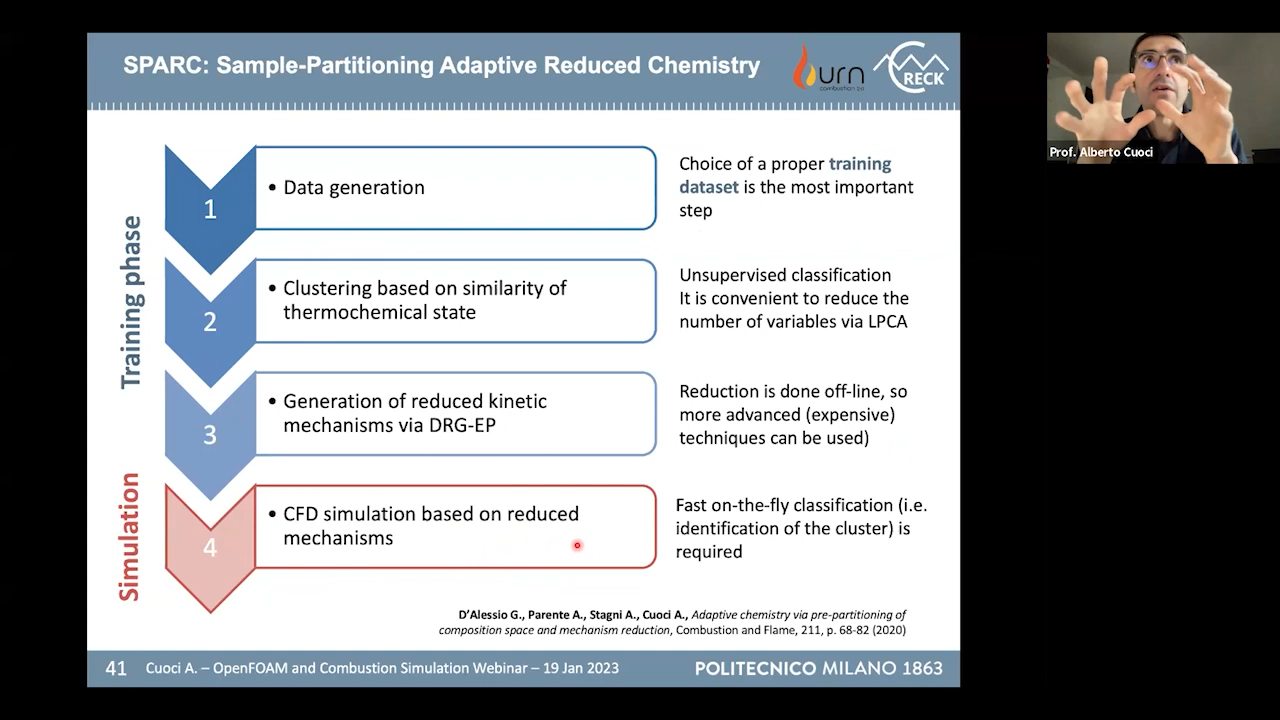 SPARC: Sample-Partitioning Adaptive Reduced Chemistry
urn
combustion 2.0
CRECK
Prof. Alberto Cuoci
Training phase
1
• Data generation
Choice of a proper training
dataset is the most important
step
2
• Clustering based on similarity of
thermochemical state
Unsupervised classification
It is convenient to reduce the
number of variables via LPCA
3
• Generation of reduced kinetic
mechanisms via DRG-EP
Reduction is done off-line, so
more advanced (expensive)
techniques can be used)
Simulation
4
• CFD simulation based on reduced
mechanisms
Fast on-the-fly classification (i.e.
identification of the cluster) is
required
D'Alessio G., Parente A., Stagni A., Cuoci A., Adaptive chemistry via pre-partitioning of
composition space and mechanism reduction, Combustion and Flame, 211, p. 68-82 (2020)
41 Cuoci A. – OpenFOAM and Combustion Simulation Webinar – 19 Jan 2023 POLITECNICO MILANO 1863